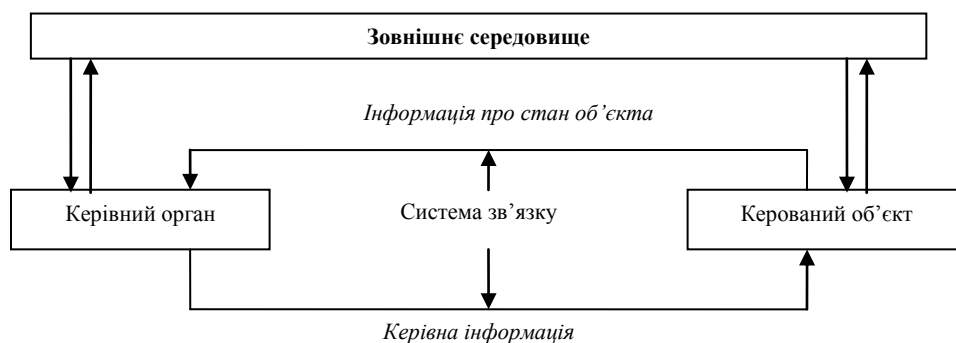 Зовнішнє середовище
Інформація про стан об’єкта
Керівний орган
Система зв’язку
Керований об’єкт
Керівна інформація